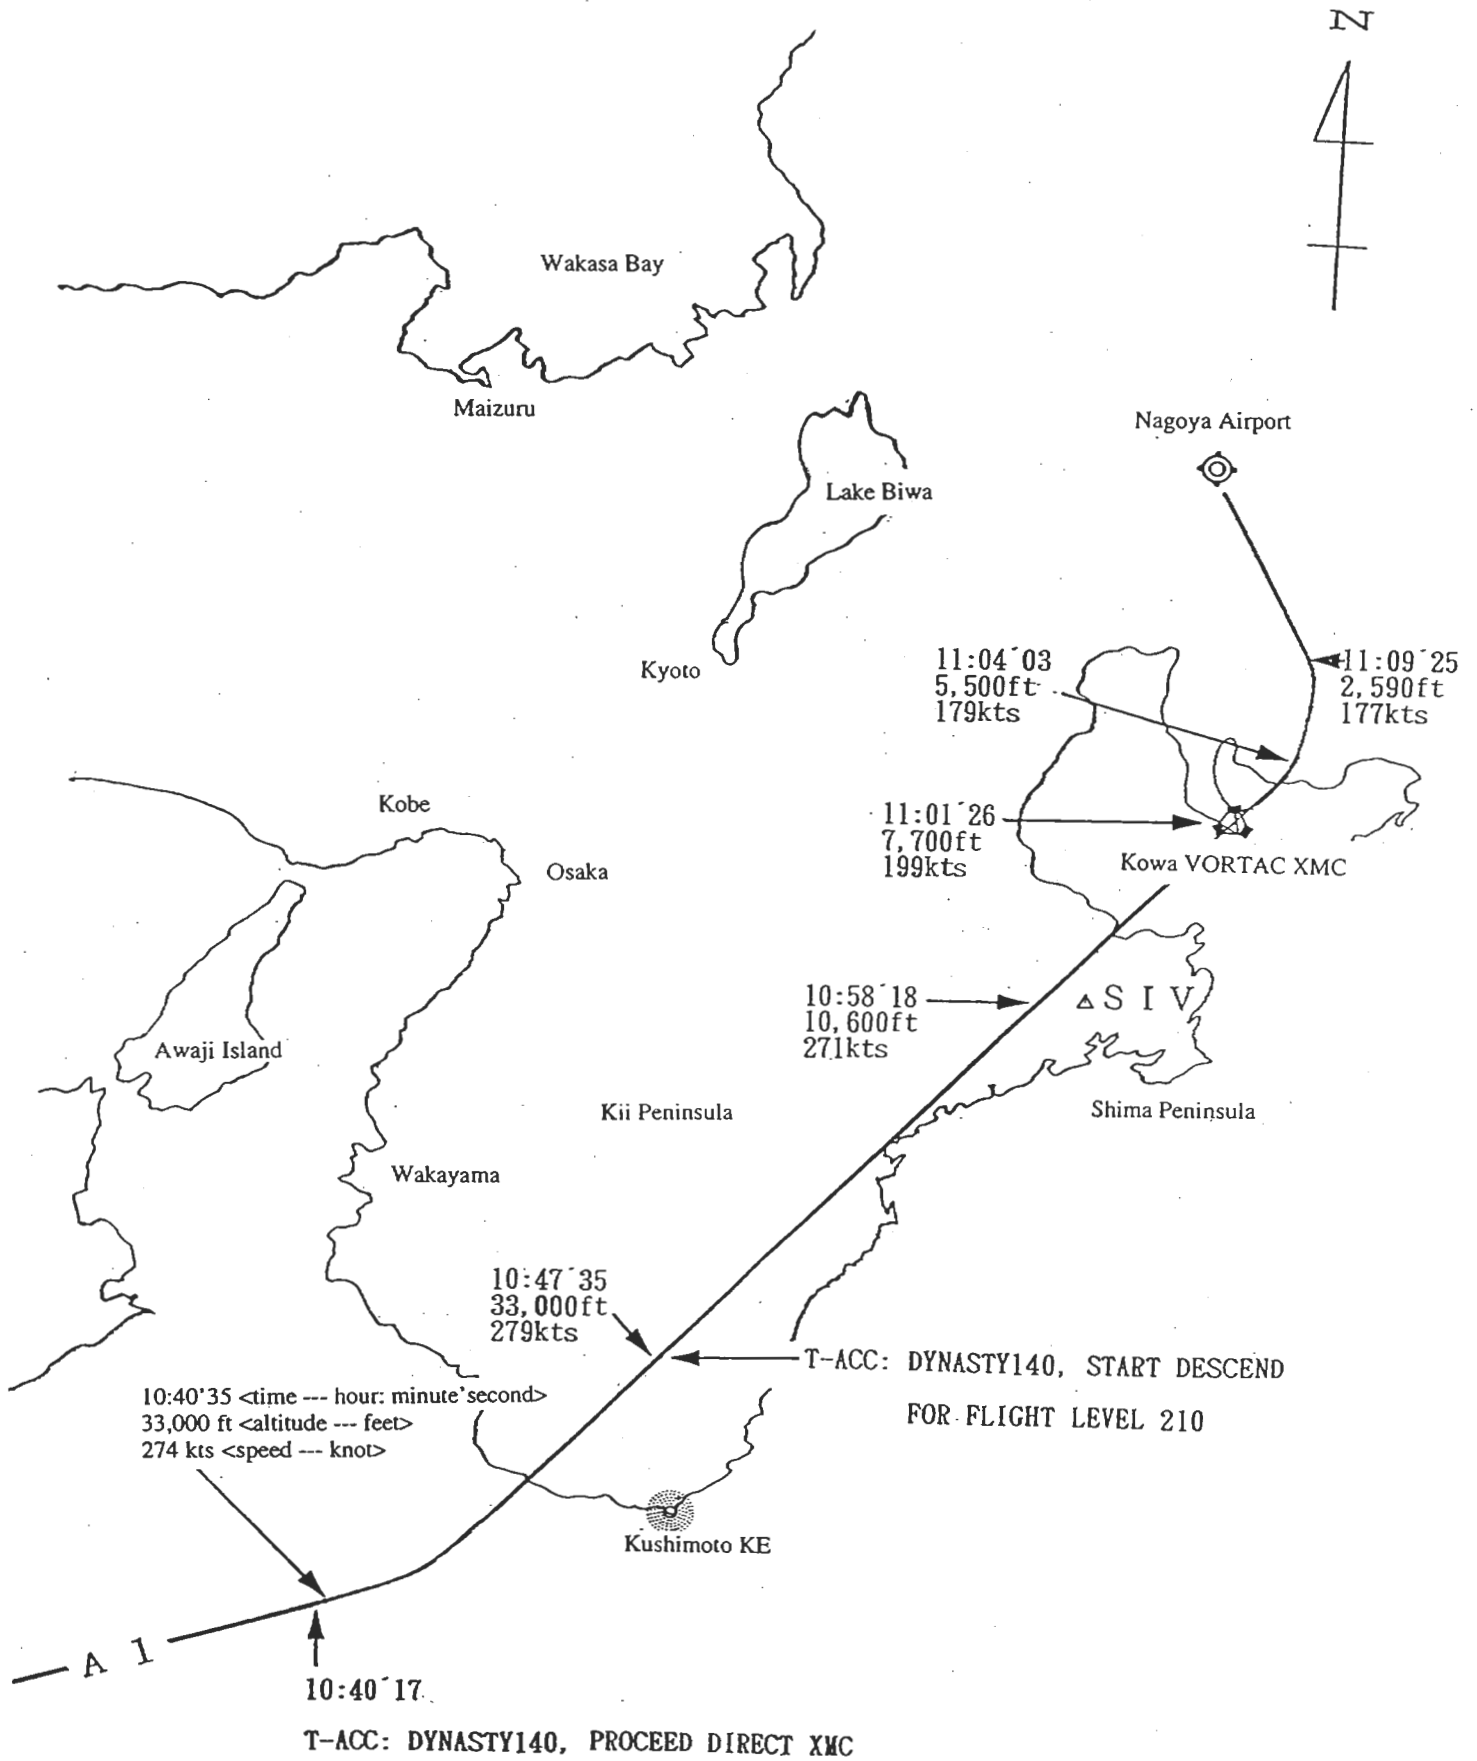 N
Wakasa Bay
Maizuru
Nagoya Airport
Lake Biwa
Kyoto
11:04´03
5,500ft
179kts
11:09´25
2,590ft
177kts
Kobe
Osaka
11:01´26
7,700ft
199kts
Kowa VORTAC XMC
10:58´18
10,600ft
271kts
SIV
Awaji Island
Kii Peninsula
Shima Peninsula
Wakayama
10:47´35
33,000ft
279kts
T-ACC: DYNASTY140, START DESCEND
FOR FLIGHT LEVEL 210
10:40'35 <time --- hour: minute'second>
33,000 ft <altitude --- feet>
274 kts <speed --- knot>
Kushimoto KE
A 1
10:40´17
T-ACC: DYNASTY140, PROCEED DIRECT XMC